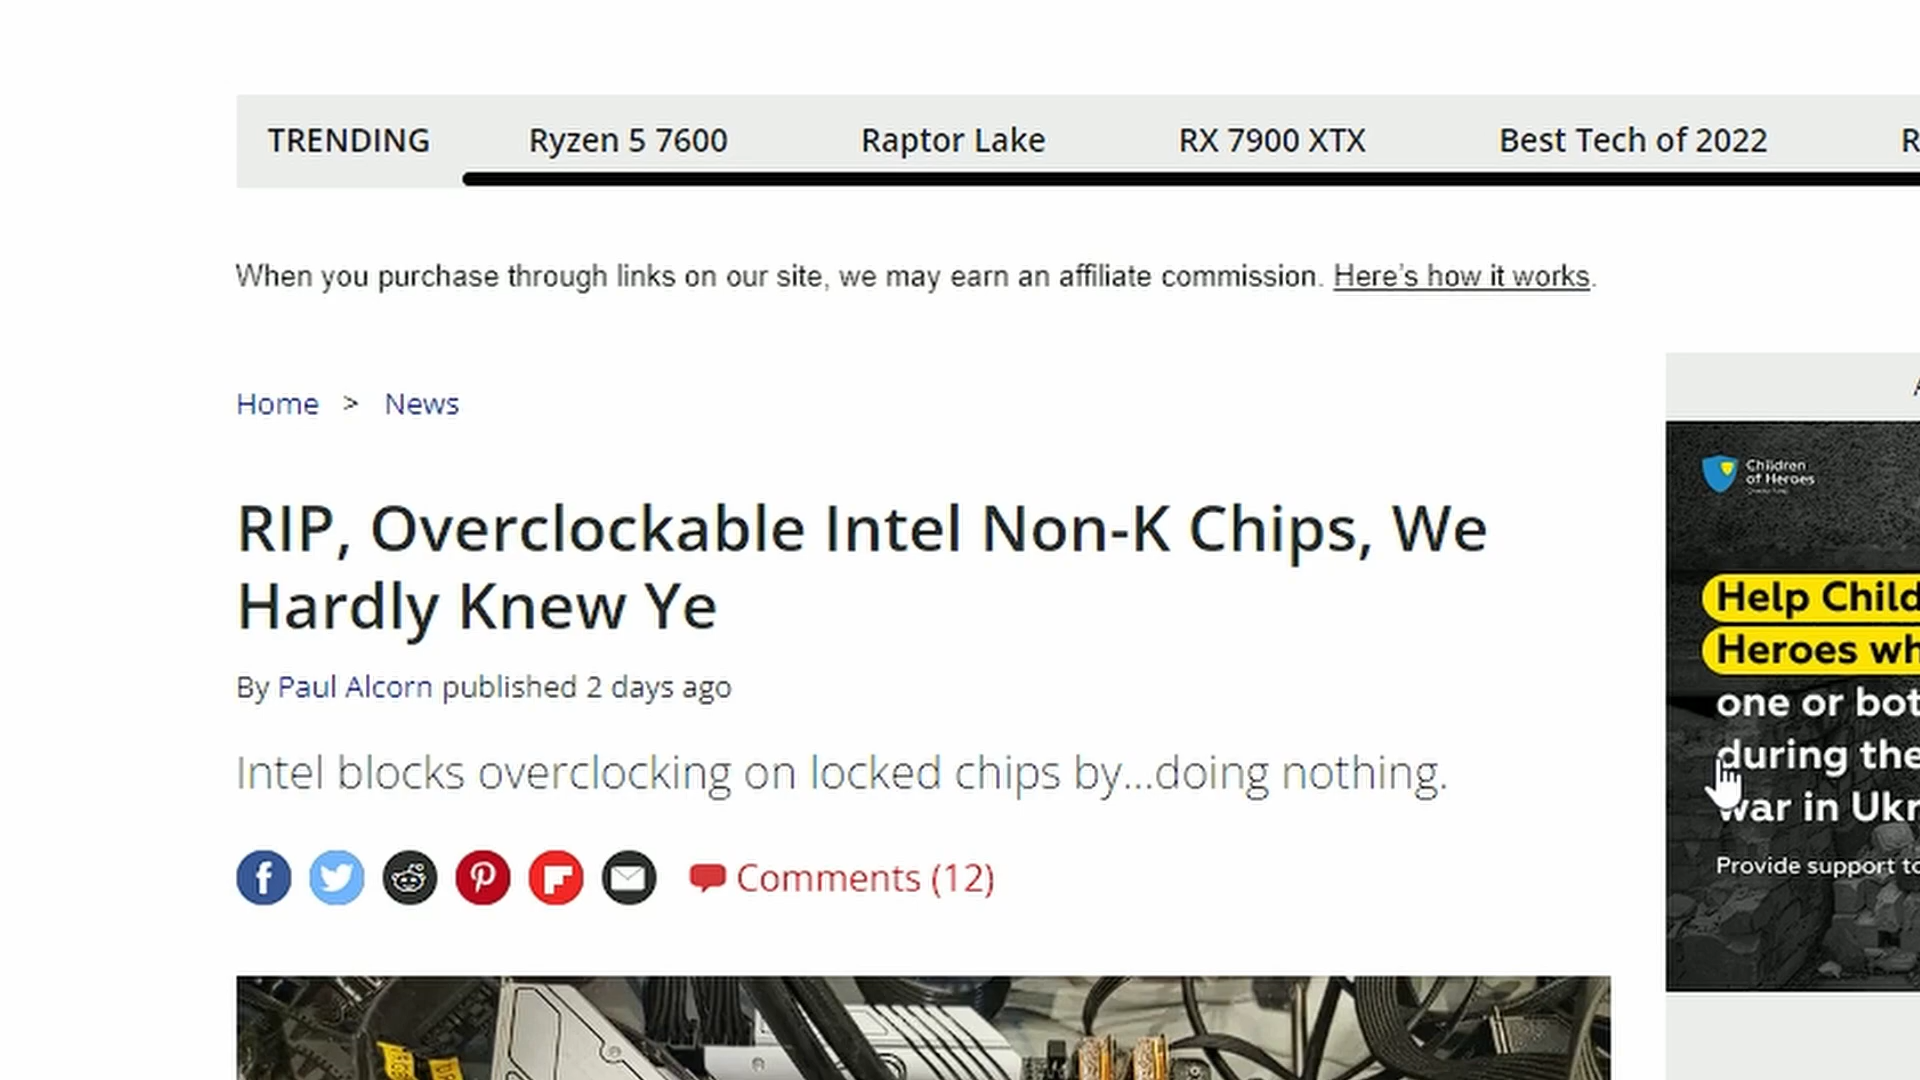 TRENDING Ryzen 5 7600 Raptor Lake RX 7900 XTX Best Tech of 2022 R
When you purchase through links on our site, we may earn an affiliate commission. Here's how it works.
Home > News
RIP, Overclockable Intel Non-K Chips, We
Hardly Knew Ye
By Paul Alcorn published 2 days ago
Intel blocks overclocking on locked chips by...doing nothing.
Comments (12)
Children
of Heroes
Help Child
Heroes wh
one or bot
during the
war in Ukr
Provide support to